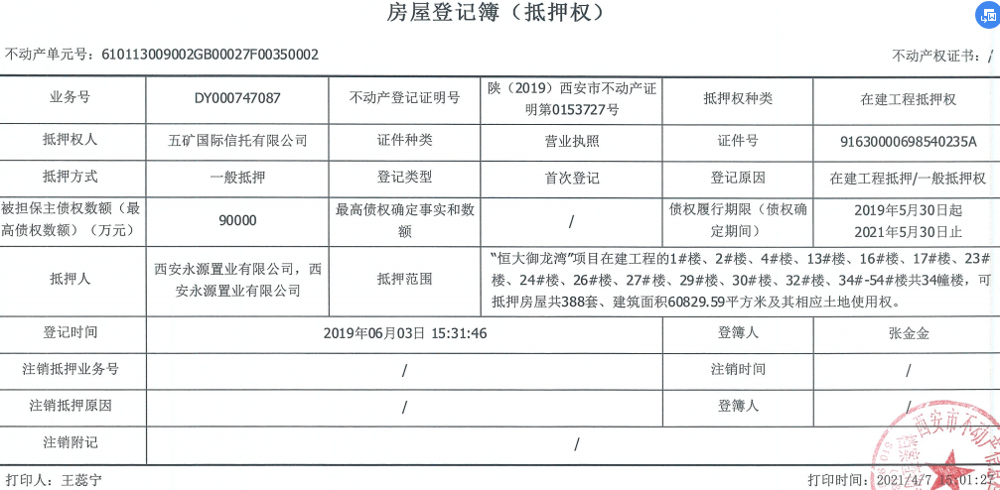 房屋登记簿（抵押权）
不动产单元号：610113009002GB00027F00350002 不动产权证书：/
业务号 DY000747087 不动产登记证明号 陕（2019）西安市不动产证明第0153727号 抵押权种类 在建工程抵押权
抵押权人 五矿国际信托有限公司 证件种类 营业执照 证件号 91630000698540235A
抵押方式 一般抵押 登记类型 首次登记 登记原因 在建工程抵押/一般抵押权
被担保主债权数额（最高债权数额）（万元） 90000 最高债权确定事实和数额 / 债权履行期限（债权确定期间） 2019年5月30日起 2021年5月30日止
抵押人 西安永源置业有限公司，西安永源置业有限公司 抵押范围 “恒大御龙湾”项目在建工程的1#楼、2#楼、4#楼、13#楼、16#楼、17#楼、23#楼、24#楼、26#楼、27#楼、29#楼、30#楼、32#楼、34#-54#楼共34幢楼，可抵押房屋共388套、建筑面积60829.59平方米及其相应土地使用权。
登记时间 2019年06月03日 15:31:46 登簿人 张金金
注销抵押业务号 / 注销时间 /
注销抵押原因 / 登簿人 /
注销附记 /
西安市不动产信息
打印人：王蕊宁 打印时间：2021/4/7 15:01:27